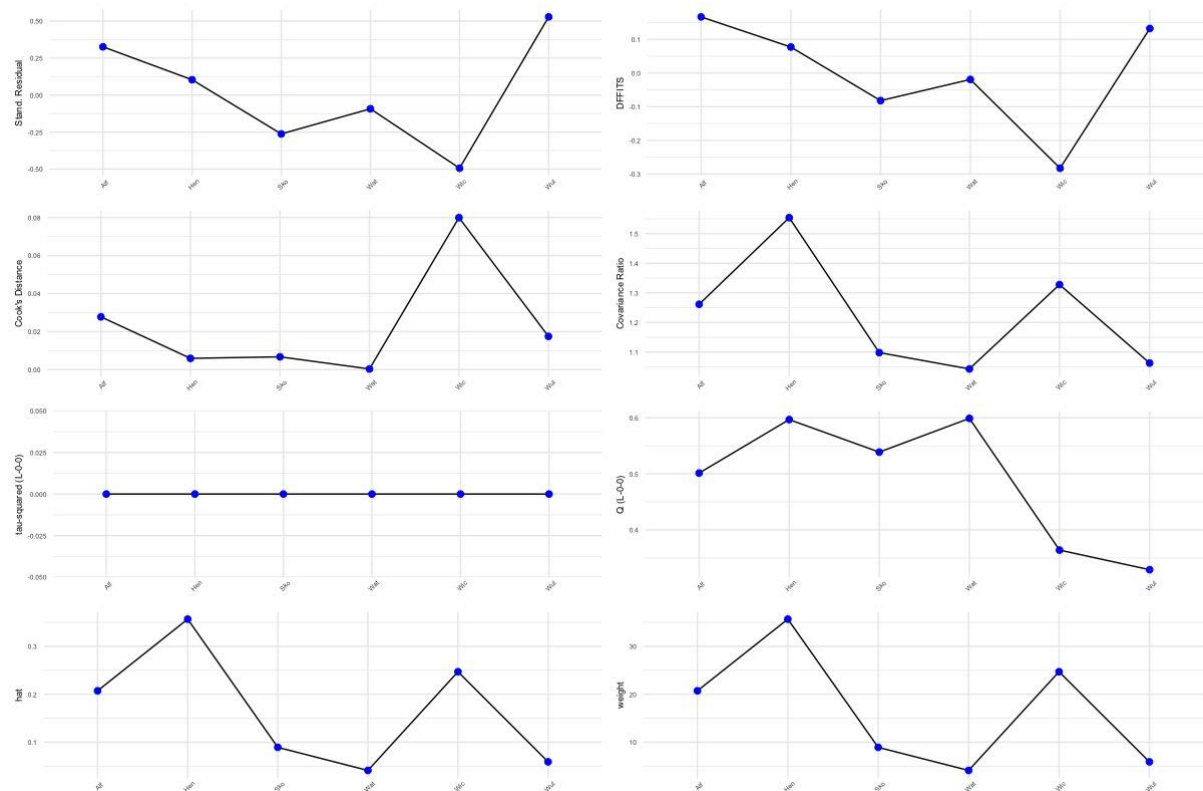 Stand. Residual
0.50
0.25
0.00
-0.25
-0.50
Alf
Hen
Sko
Wat
Wic
Wul
DFFITS
0.1
0.0
-0.1
-0.2
-0.3
Alf
Hen
Sko
Wat
Wic
Wul
Cook's Distance
0.08
0.06
0.04
0.02
0.00
Alf
Hen
Sko
Wat
Wic
Wul
Covariance Ratio
1.5
1.4
1.3
1.2
1.1
Alf
Hen
Sko
Wat
Wic
Wul
tau-squared (L-0-0)
0.050
0.025
0.000
-0.025
-0.050
Alf
Hen
Sko
Wat
Wic
Wul
Q (L-0-0)
0.6
0.5
0.4
Alf
Hen
Sko
Wat
Wic
Wul
hat
0.3
0.2
0.1
Alf
Hen
Sko
Wat
Wic
Wul
weight
30
20
10
Alf
Hen
Sko
Wat
Wic
Wul